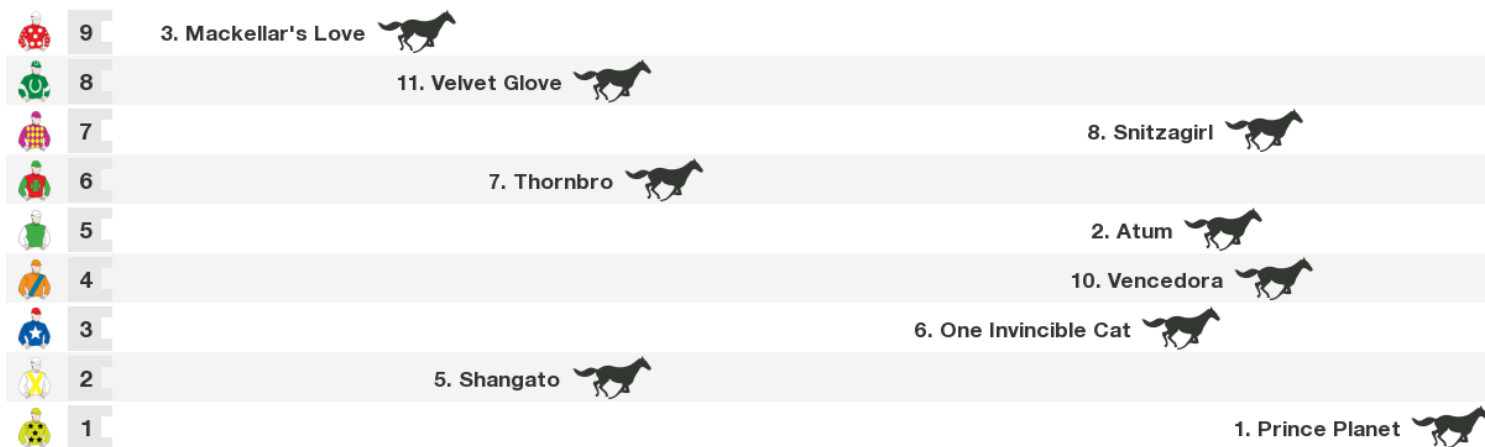 9 3. Mackellar's Love
8 11. Velvet Glove
7 8. Snitzagirl
6 7. Thornbro
5 2. Atum
4 10. Vencedora
3 6. One Invincible Cat
2 5. Shangato
1 1. Prince Planet